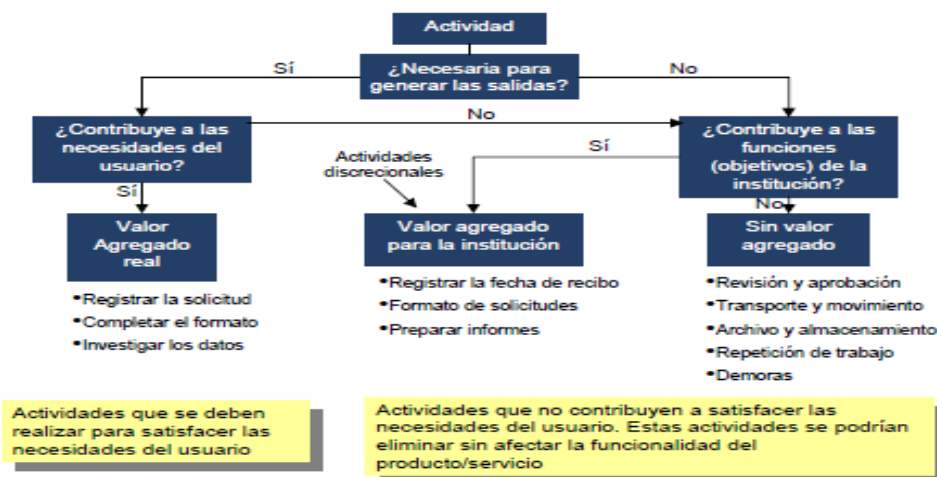 Actividad
¿Necesaria para
generar las salidas?
Sí
No
¿Contribuye a las
necesidades del
usuario?
No
¿Contribuye a las
funciones
(objetivos) de la
institución?
Sí
Actividades
discrecionales
Sí
No
Valor
Agregado
real
Valor agregado
para la institución
Sin valor
agregado
•Registrar la solicitud
•Completar el formato
•Investigar los datos
•Registrar la fecha de recibo
•Formato de solicitudes
•Preparar informes
•Revisión y aprobación
•Transporte y movimiento
•Archivo y almacenamiento
•Repetición de trabajo
•Demoras
Actividades que se deben
realizar para satisfacer las
necesidades del usuario
Actividades que no contribuyen a satisfacer las
necesidades del usuario. Estas actividades se podrían
eliminar sin afectar la funcionalidad del
producto/servicio